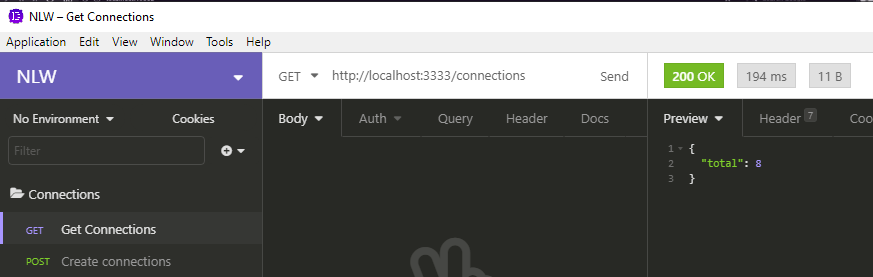 NLW – Get Connections
Application Edit View Window Tools Help
NLW
GET http://localhost:3333/connections Send
200 OK 194 ms 11 B
No Environment Cookies
Body Auth Query Header Docs
Preview Header 7 Coo
Filter
1 {
2 "total": 8
3 }
Connections
GET Get Connections
POST Create connections